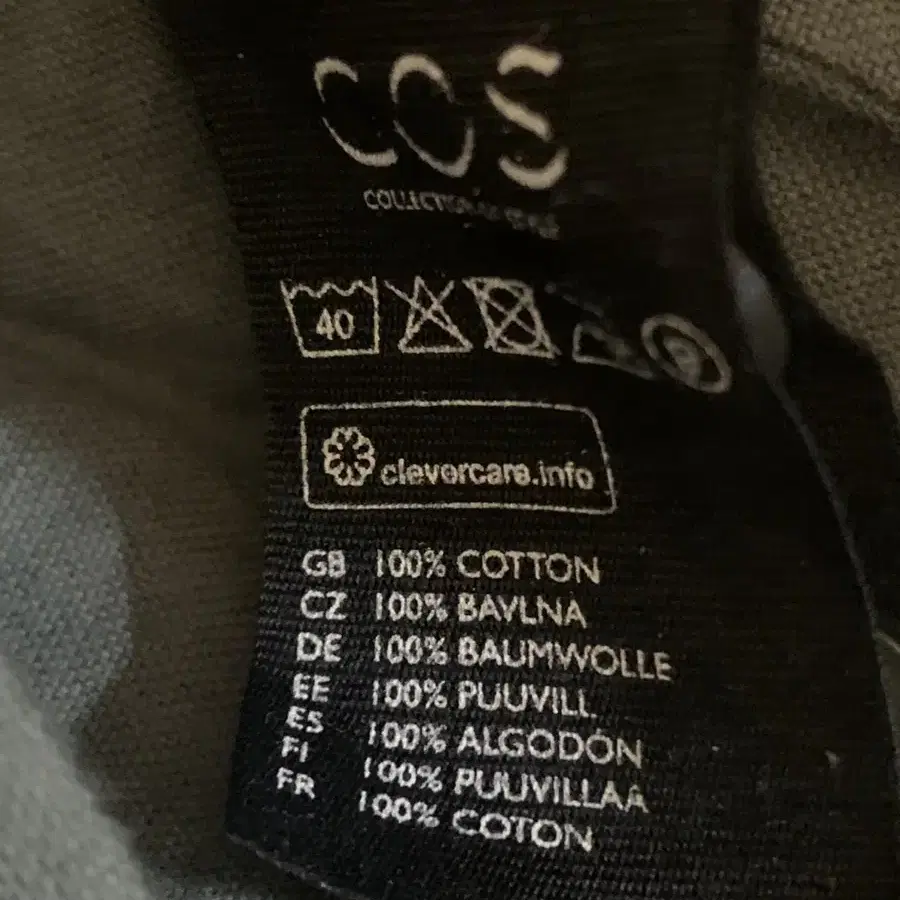 COS
40
clevercare.info
GB 100% COTTON
CZ 100% BAVLNA
DE 100% BAUMWOLLE
EE 100% PUUVILL
ES 100% ALGODÓN
FI 100% PUUVILLAA
FR 100% COTON